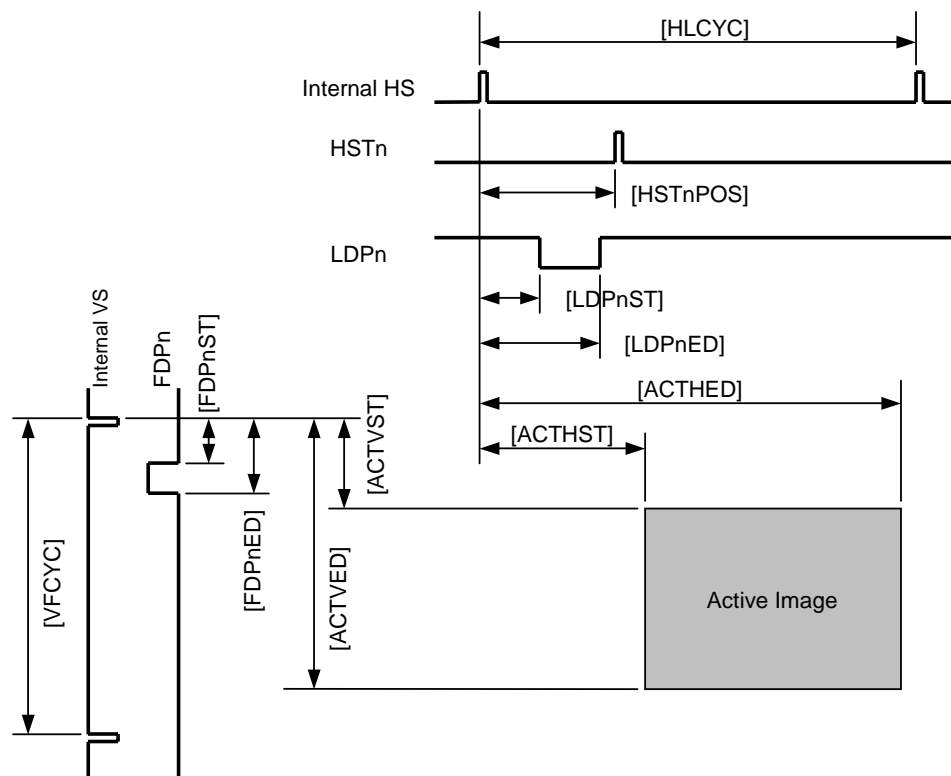 [HLCYC]
Internal HS
HSTn
[HSTnPOS]
LDPn
[LDPnST]
[LDPnED]
[ACTHED]
[ACTHST]
Internal VS
FDPn
[FDPnST]
[ACTVST]
[FDPnED]
[ACTVED]
[VFCYC]
Active Image